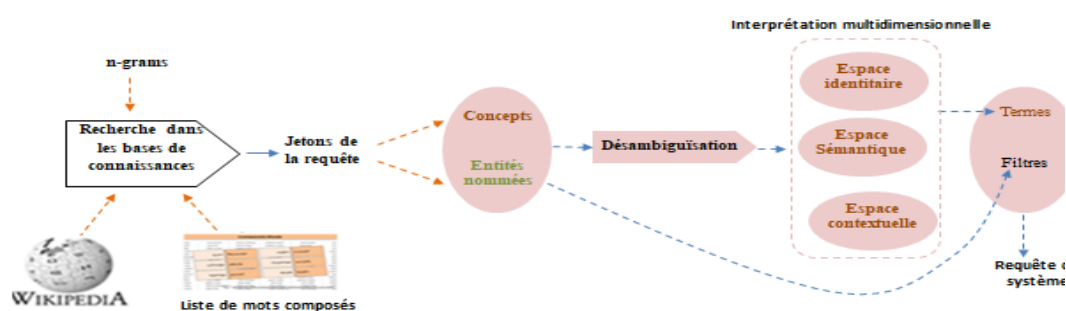 Interprétation multidimensionnelle
n-grams
Recherche dans
les bases de
connaissances
Jetons de
la requête
Concepts
Entités
nommées
Désambiguïsation
Espace
identitaire
Espace
Sémantique
Espace
contextuelle
Termes
Filtres
Requête
système
WIKIPEDIA
Liste de mots composés